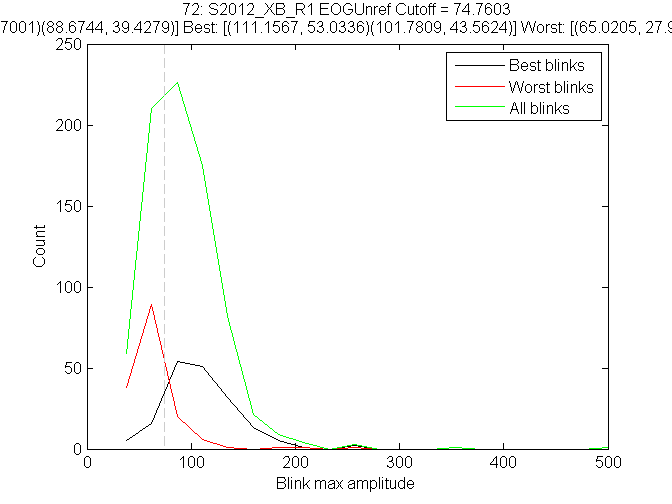 72: S2012_XB_R1 EOGUnref Cutoff = 74.7603
7001)(88.6744, 39.4279)] Best: [(111.1567, 53.0336)(101.7809, 43.5624)] Worst: [(65.0205, 27.9
250
200
150
100
50
0
Count
Best blinks
Worst blinks
All blinks
0 100 200 300 400 500
Blink max amplitude